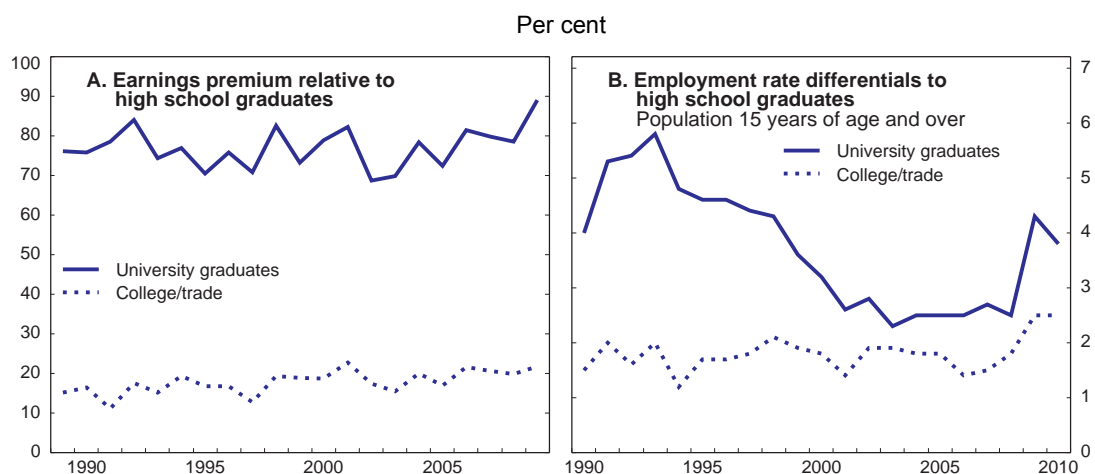 Per cent
A. Earnings premium relative to
high school graduates
100
90
80
70
60
50
40
30
20
10
0
University graduates
College/trade
1990
1995
2000
2005
B. Employment rate differentials to
high school graduates
Population 15 years of age and over
University graduates
College/trade
7
6
5
4
3
2
1
0
1990
1995
2000
2005
2010